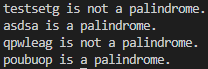 testsetg is not a palindrome.
asdsa is a palindrome.
qpwleag is not a palindrome.
poubuop is a palindrome.